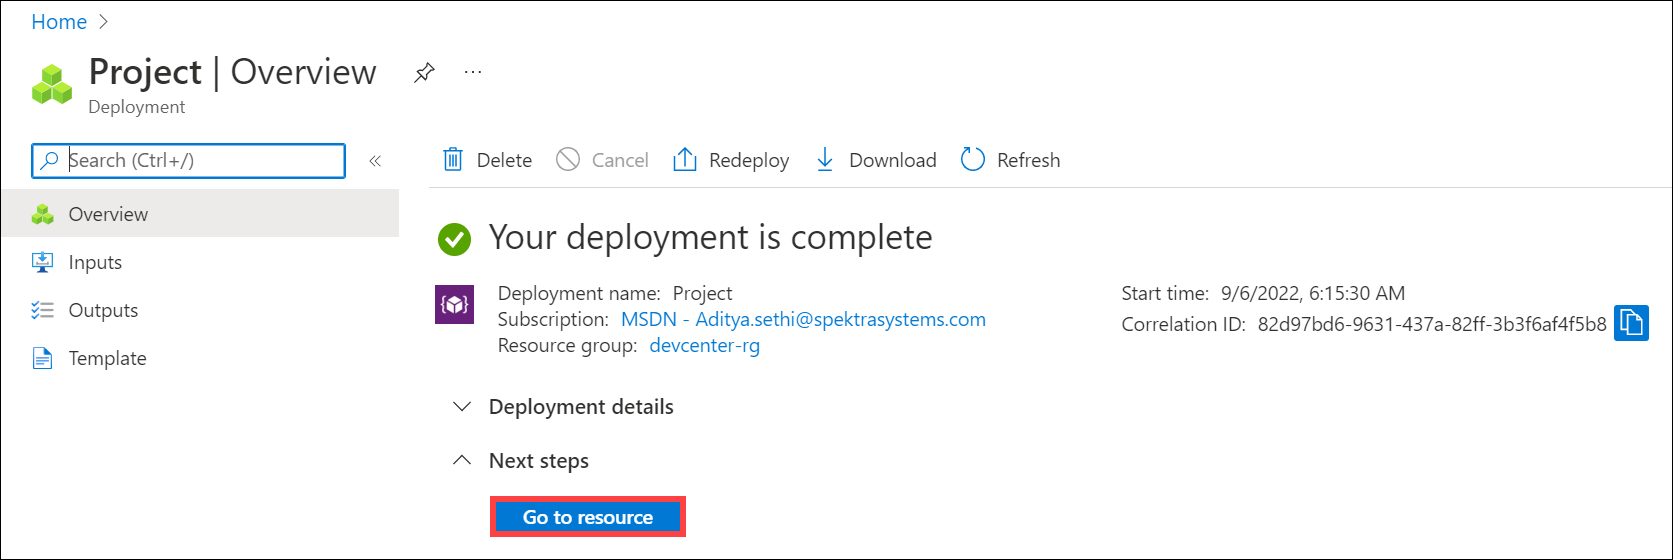 Home
Project | Overview
Deployment
Search (Ctrl+/)
Overview
Inputs
Outputs
Template
Delete Cancel Redeploy Download Refresh
Your deployment is complete
Deployment name: Project
Subscription: MSDN - Aditya.sethi@spektrasystems.com
Resource group: devcenter-rg
Start time: 9/6/2022, 6:15:30 AM
Correlation ID: 82d97bd6-9631-437a-82ff-3b3f6af4f5b8
Deployment details
Next steps
Go to resource